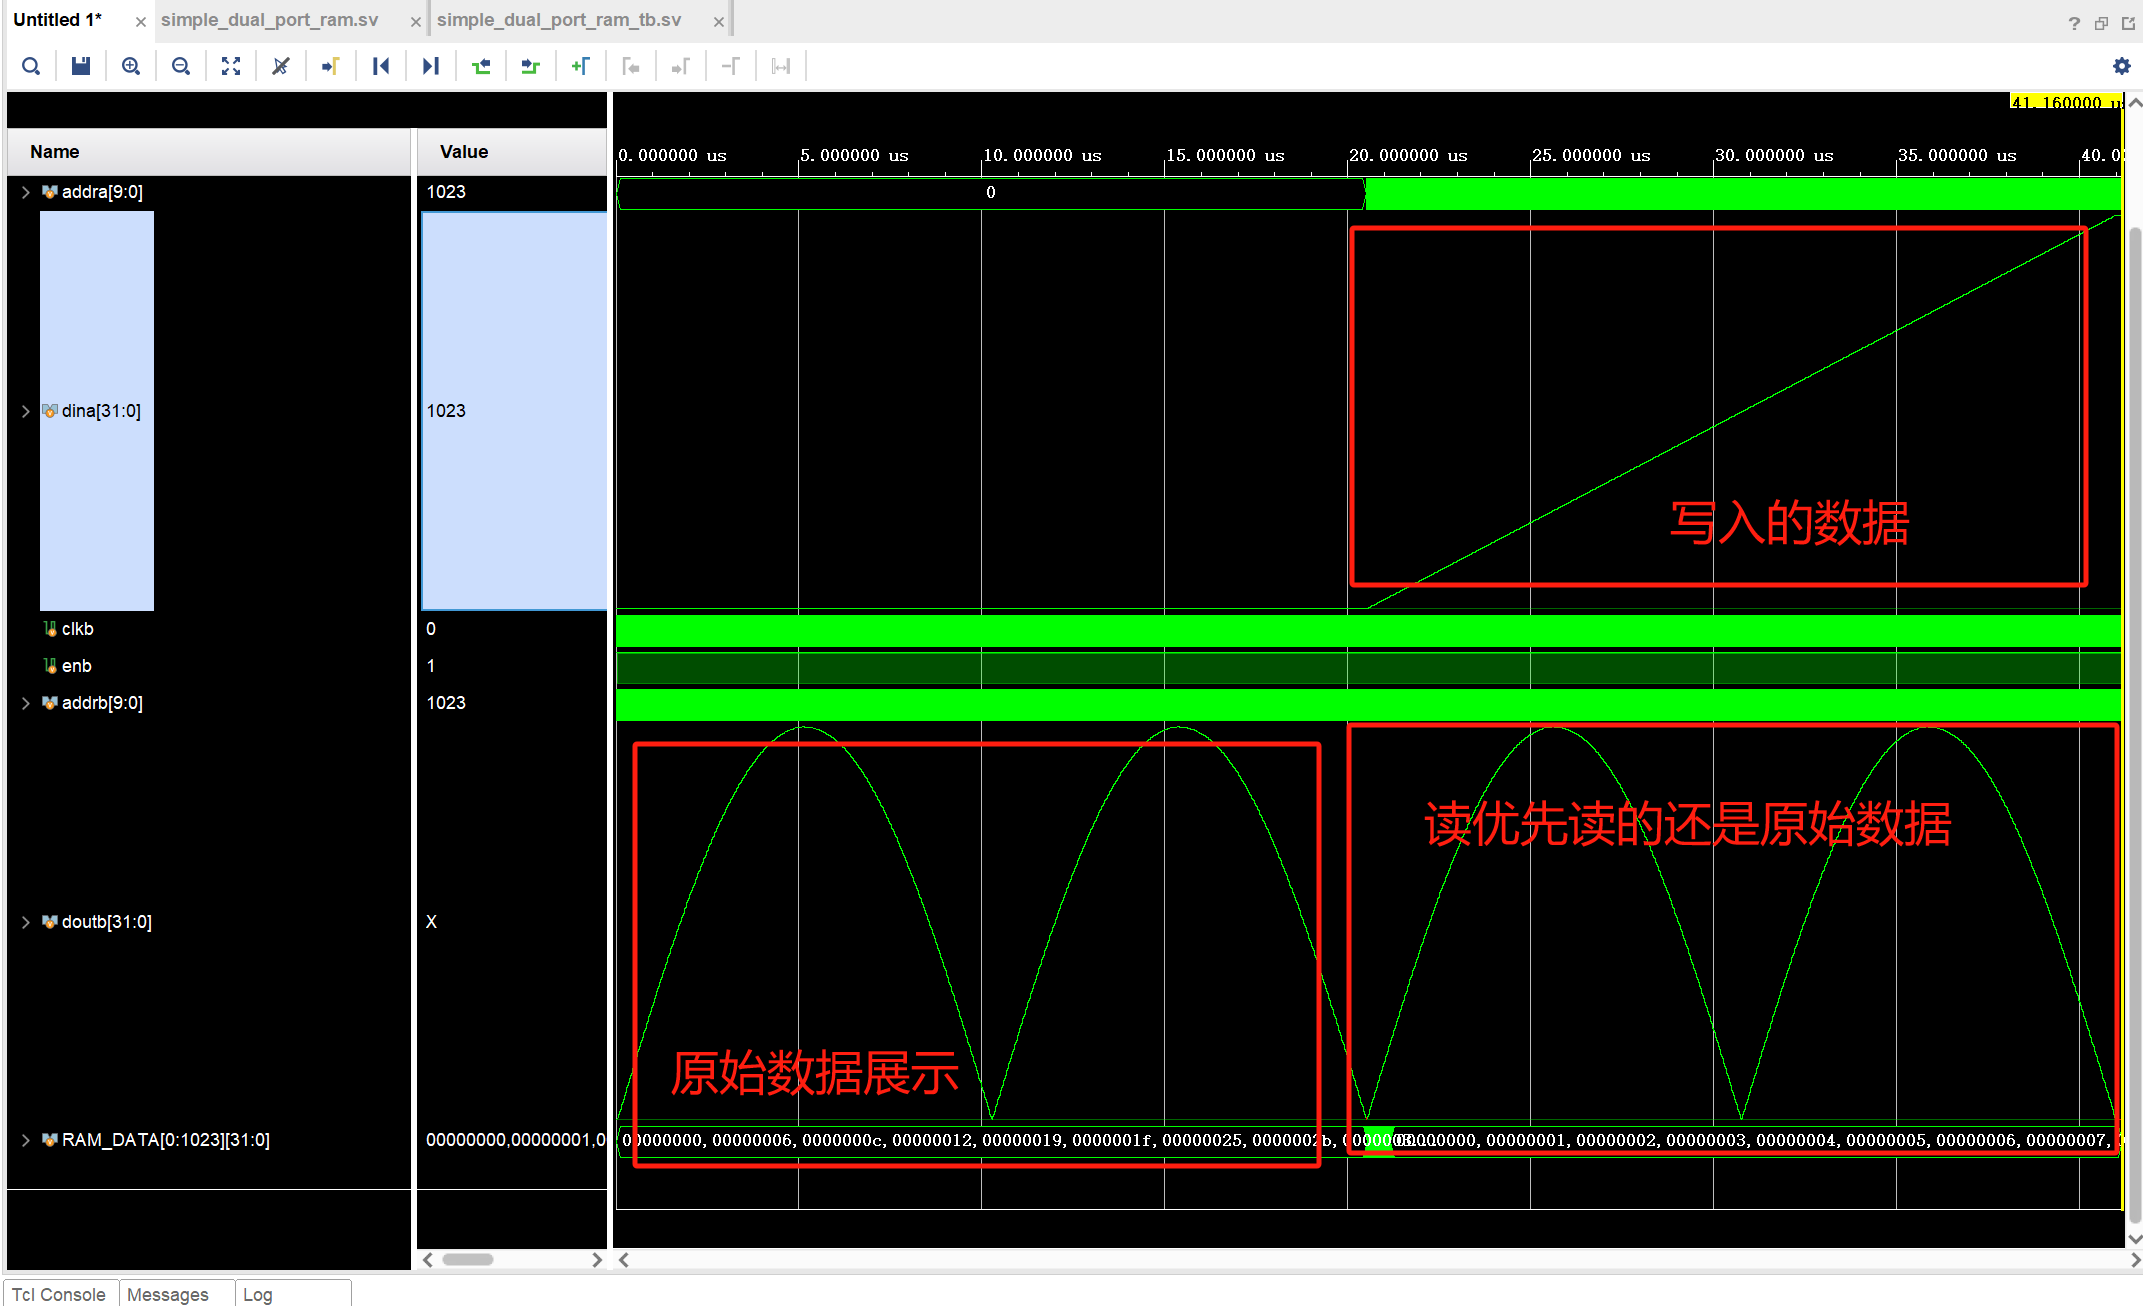 Untitled 1* × simple_dual_port_ram.sv × simple_dual_port_ram_tb.sv ×
?
41.160000 u
Name Value
0.000000 us 5.000000 us 10.000000 us 15.000000 us 20.000000 us 25.000000 us 30.000000 us 35.000000 us 40.0
addra[9:0] 1023 0
dina[31:0] 1023
写入的数据
clkb 0
enb 1
addrb[9:0] 1023
读优先读的还是原始数据
doutb[31:0] X
原始数据展示
RAM_DATA[0:1023][31:0] 00000000,00000001,0 00000000,00000006,0000000c,00000012,00000019,0000001f,00000025,0000002b, 00000000,00000001,00000002,00000003,00000004,00000005,00000006,00000007,
Tcl Console Messages Log